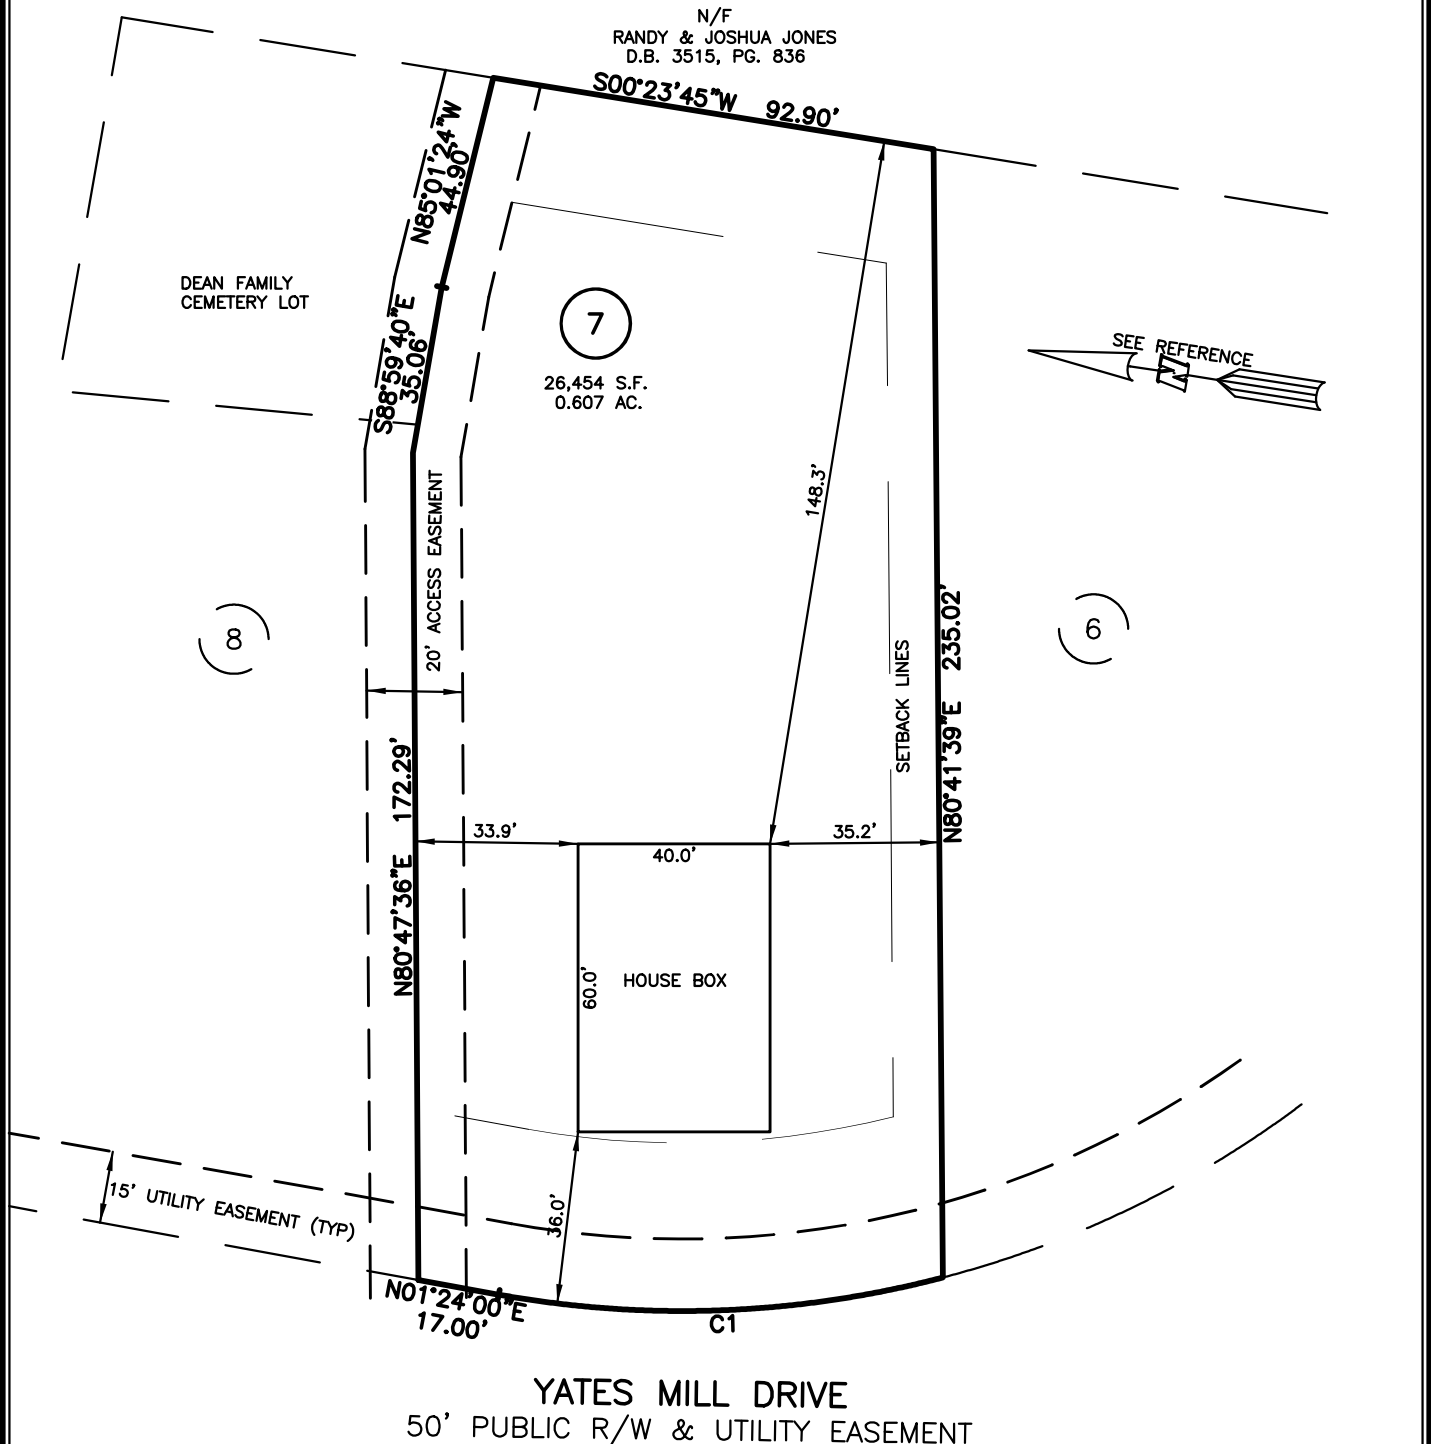 N/F
RANDY & JOSHUA JONES
D.B. 3515, PG. 836
S00°23'45"W 92.90'
N85°01'24"W
44.90'
DEAN FAMILY
CEMETERY LOT
S88°59'40"E
35.06'
7
26,454 S.F.
0.607 AC.
SEE REFERENCE
N
148.3'
20' ACCESS EASEMENT
8
6
SETBACK LINES
N80°41'39"E 235.02'
N80°47'36"E 172.29'
33.9'
35.2'
40.0'
60.0'
HOUSE BOX
15' UTILITY EASEMENT (TYP)
36.0'
N01°24'00"E
17.00'
C1
YATES MILL DRIVE
50' PUBLIC R/W & UTILITY EASEMENT